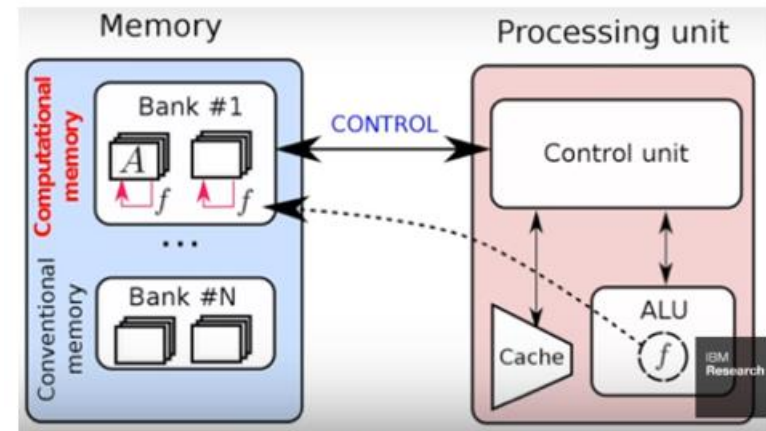 Memory
Processing unit
Computational
memory
Bank #1
A
f
f
...
Conventional
memory
Bank #N
CONTROL
Control unit
Cache
ALU
f
IBM
Research